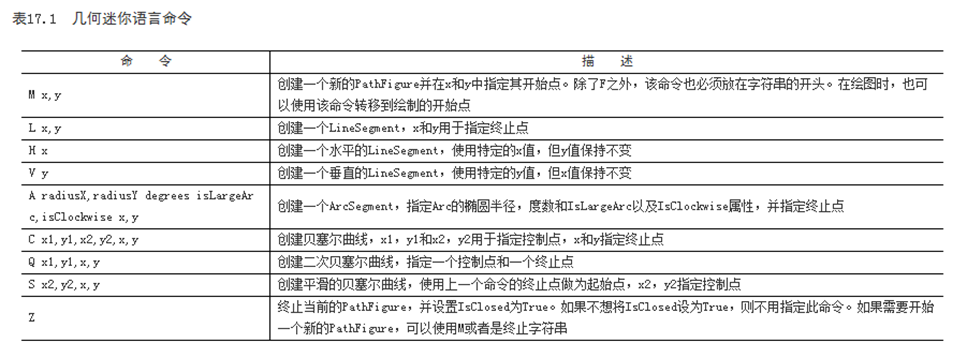 表17.1 几何迷你语言命令
命 令
描 述
M x,y
创建一个新的PathFigure并在x和y中指定其开始点。除了F之外，该命令也必须放在字符串的开头。在绘图时，也可
以使用该命令转移到绘制的开始点
L x,y
创建一个LineSegment，x和y用于指定终止点
H x
创建一个水平的LineSegment，使用特定的x值，但y值保持不变
V y
创建一个垂直的LineSegment，使用特定的y值，但x值保持不变
A radiusX,radiusY degrees isLargeAr
c,isClockwise x,y
创建一个ArcSegment，指定Arc的椭圆半径，度数和IsLargeArc以及IsClockwise属性，并指定终止点
C x1,y1,x2,y2,x,y
创建贝塞尔曲线，x1，y1和x2，y2用于指定控制点，x和y指定终止点
Q x1,y1,x,y
创建二次贝塞尔曲线，指定一个控制点和一个终止点
S x2,y2,x,y
创建平滑的贝塞尔曲线，使用上一个命令的终止点做为起始点，x2，y2指定控制点
Z
终止当前的PathFigure，并设置IsClosed为True。如果不想将IsClosed设为True，则不用指定此命令。如果需要开始
一个新的PathFigure，可以使用M或者是终止字符串